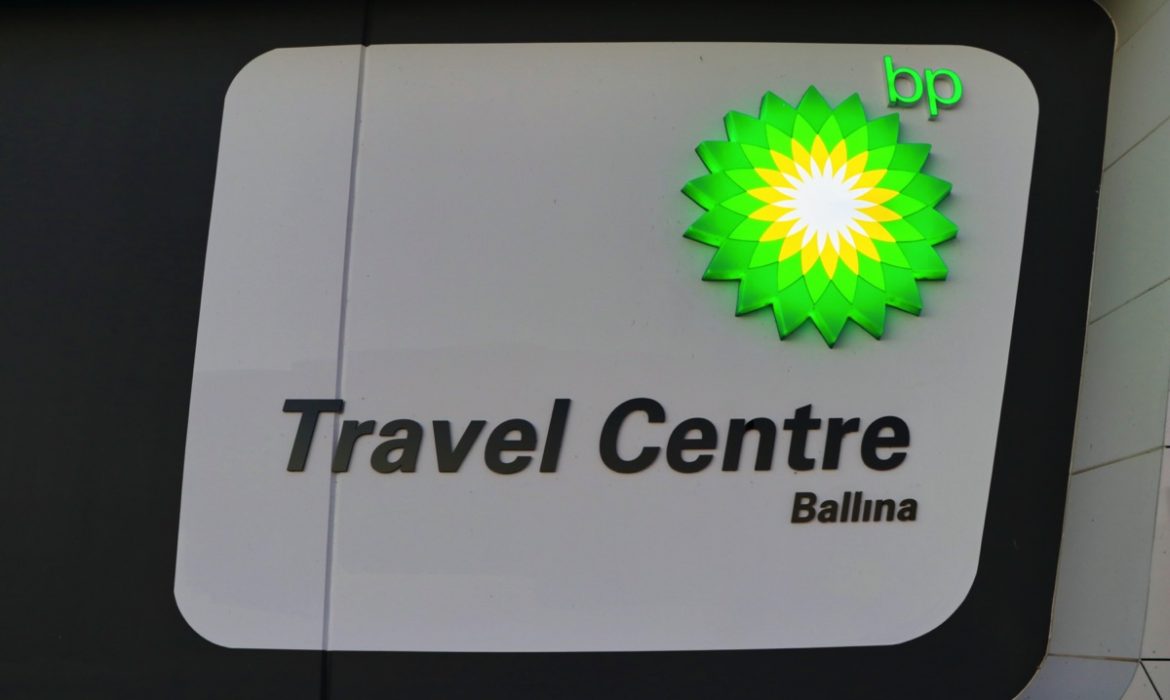 bp
Travel Centre
Ballina